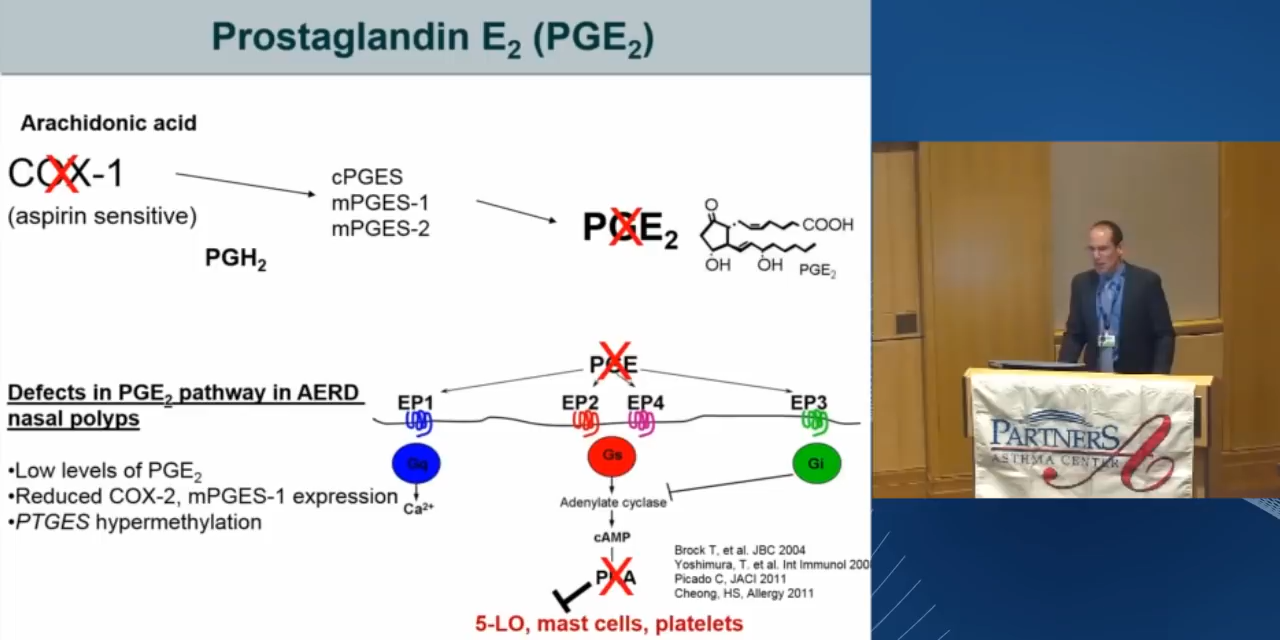 Prostaglandin E₂ (PGE₂)
Arachidonic acid
COX-1
(aspirin sensitive)
PGH₂
cPGES
mPGES-1
mPGES-2
PGE₂
O
COOH
OH
OH
PGE₂
Defects in PGE₂ pathway in AERD
nasal polyps
•Low levels of PGE₂
•Reduced COX-2, mPGES-1 expression
•PTGES hypermethylation
PGE
EP1
EP2
EP4
EP3
Gq
Gs
Gi
Ca²⁺
Adenylate cyclase
cAMP
PKA
5-LO, mast cells, platelets
Brock T, et al. JBC 2004
Yoshimura, T. et al. Int Immunol
Picado C, JACI 2011
Cheong, HS, Allergy 2011
PARTNERS
ASTHMA CENTER